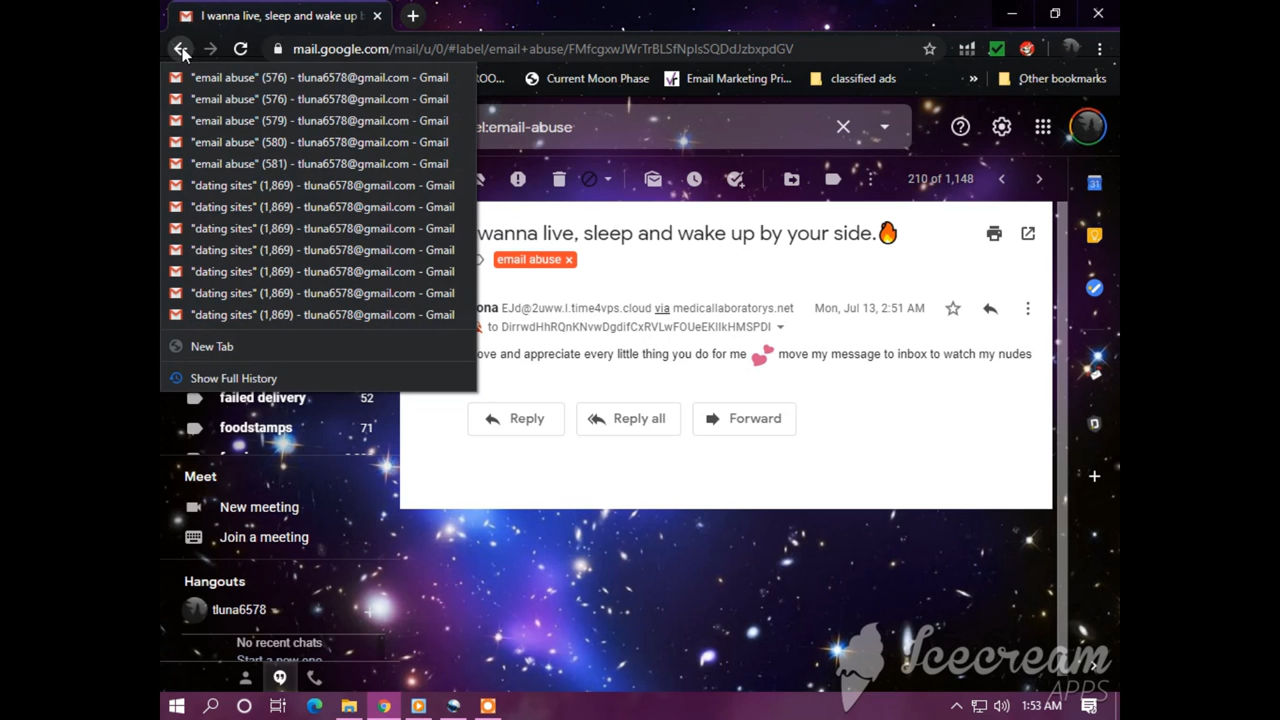 I wanna live, sleep and wake up
mail.google.com/mail/u/0/#label/email+abuse/FMfcgxwJWrTrBLSfNplsSQDdJzbxpdGV
OO...
Current Moon Phase
Email Marketing Pri...
classified ads
»
Other bookmarks
"email abuse" (576) - tluna6578@gmail.com - Gmail
"email abuse" (576) - tluna6578@gmail.com - Gmail
"email abuse" (579) - tluna6578@gmail.com - Gmail
"email abuse" (580) - tluna6578@gmail.com - Gmail
"email abuse" (581) - tluna6578@gmail.com - Gmail
"dating sites" (1,869) - tluna6578@gmail.com - Gmail
"dating sites" (1,869) - tluna6578@gmail.com - Gmail
"dating sites" (1,869) - tluna6578@gmail.com - Gmail
"dating sites" (1,869) - tluna6578@gmail.com - Gmail
"dating sites" (1,869) - tluna6578@gmail.com - Gmail
"dating sites" (1,869) - tluna6578@gmail.com - Gmail
"dating sites" (1,869) - tluna6578@gmail.com - Gmail
New Tab
Show Full History
el:email-abuse
210 of 1,148
wanna live, sleep and wake up by your side.🔥
email abuse ×
ona EJd@2uww.l.time4vps.cloud via medicallaboratorys.net
Mon, Jul 13, 2:51 AM
to DirrwdHhRQnKNvwDgdifCxRVLwFOUeEKlIkHMSPDI
ove and appreciate every little thing you do for me 💕 move my message to inbox to watch my nudes
Reply
Reply all
Forward
failed delivery 52
foodstamps 71
Meet
New meeting
Join a meeting
Hangouts
tluna6578
No recent chats
Start a new one
Icecream
APPS
1:53 AM